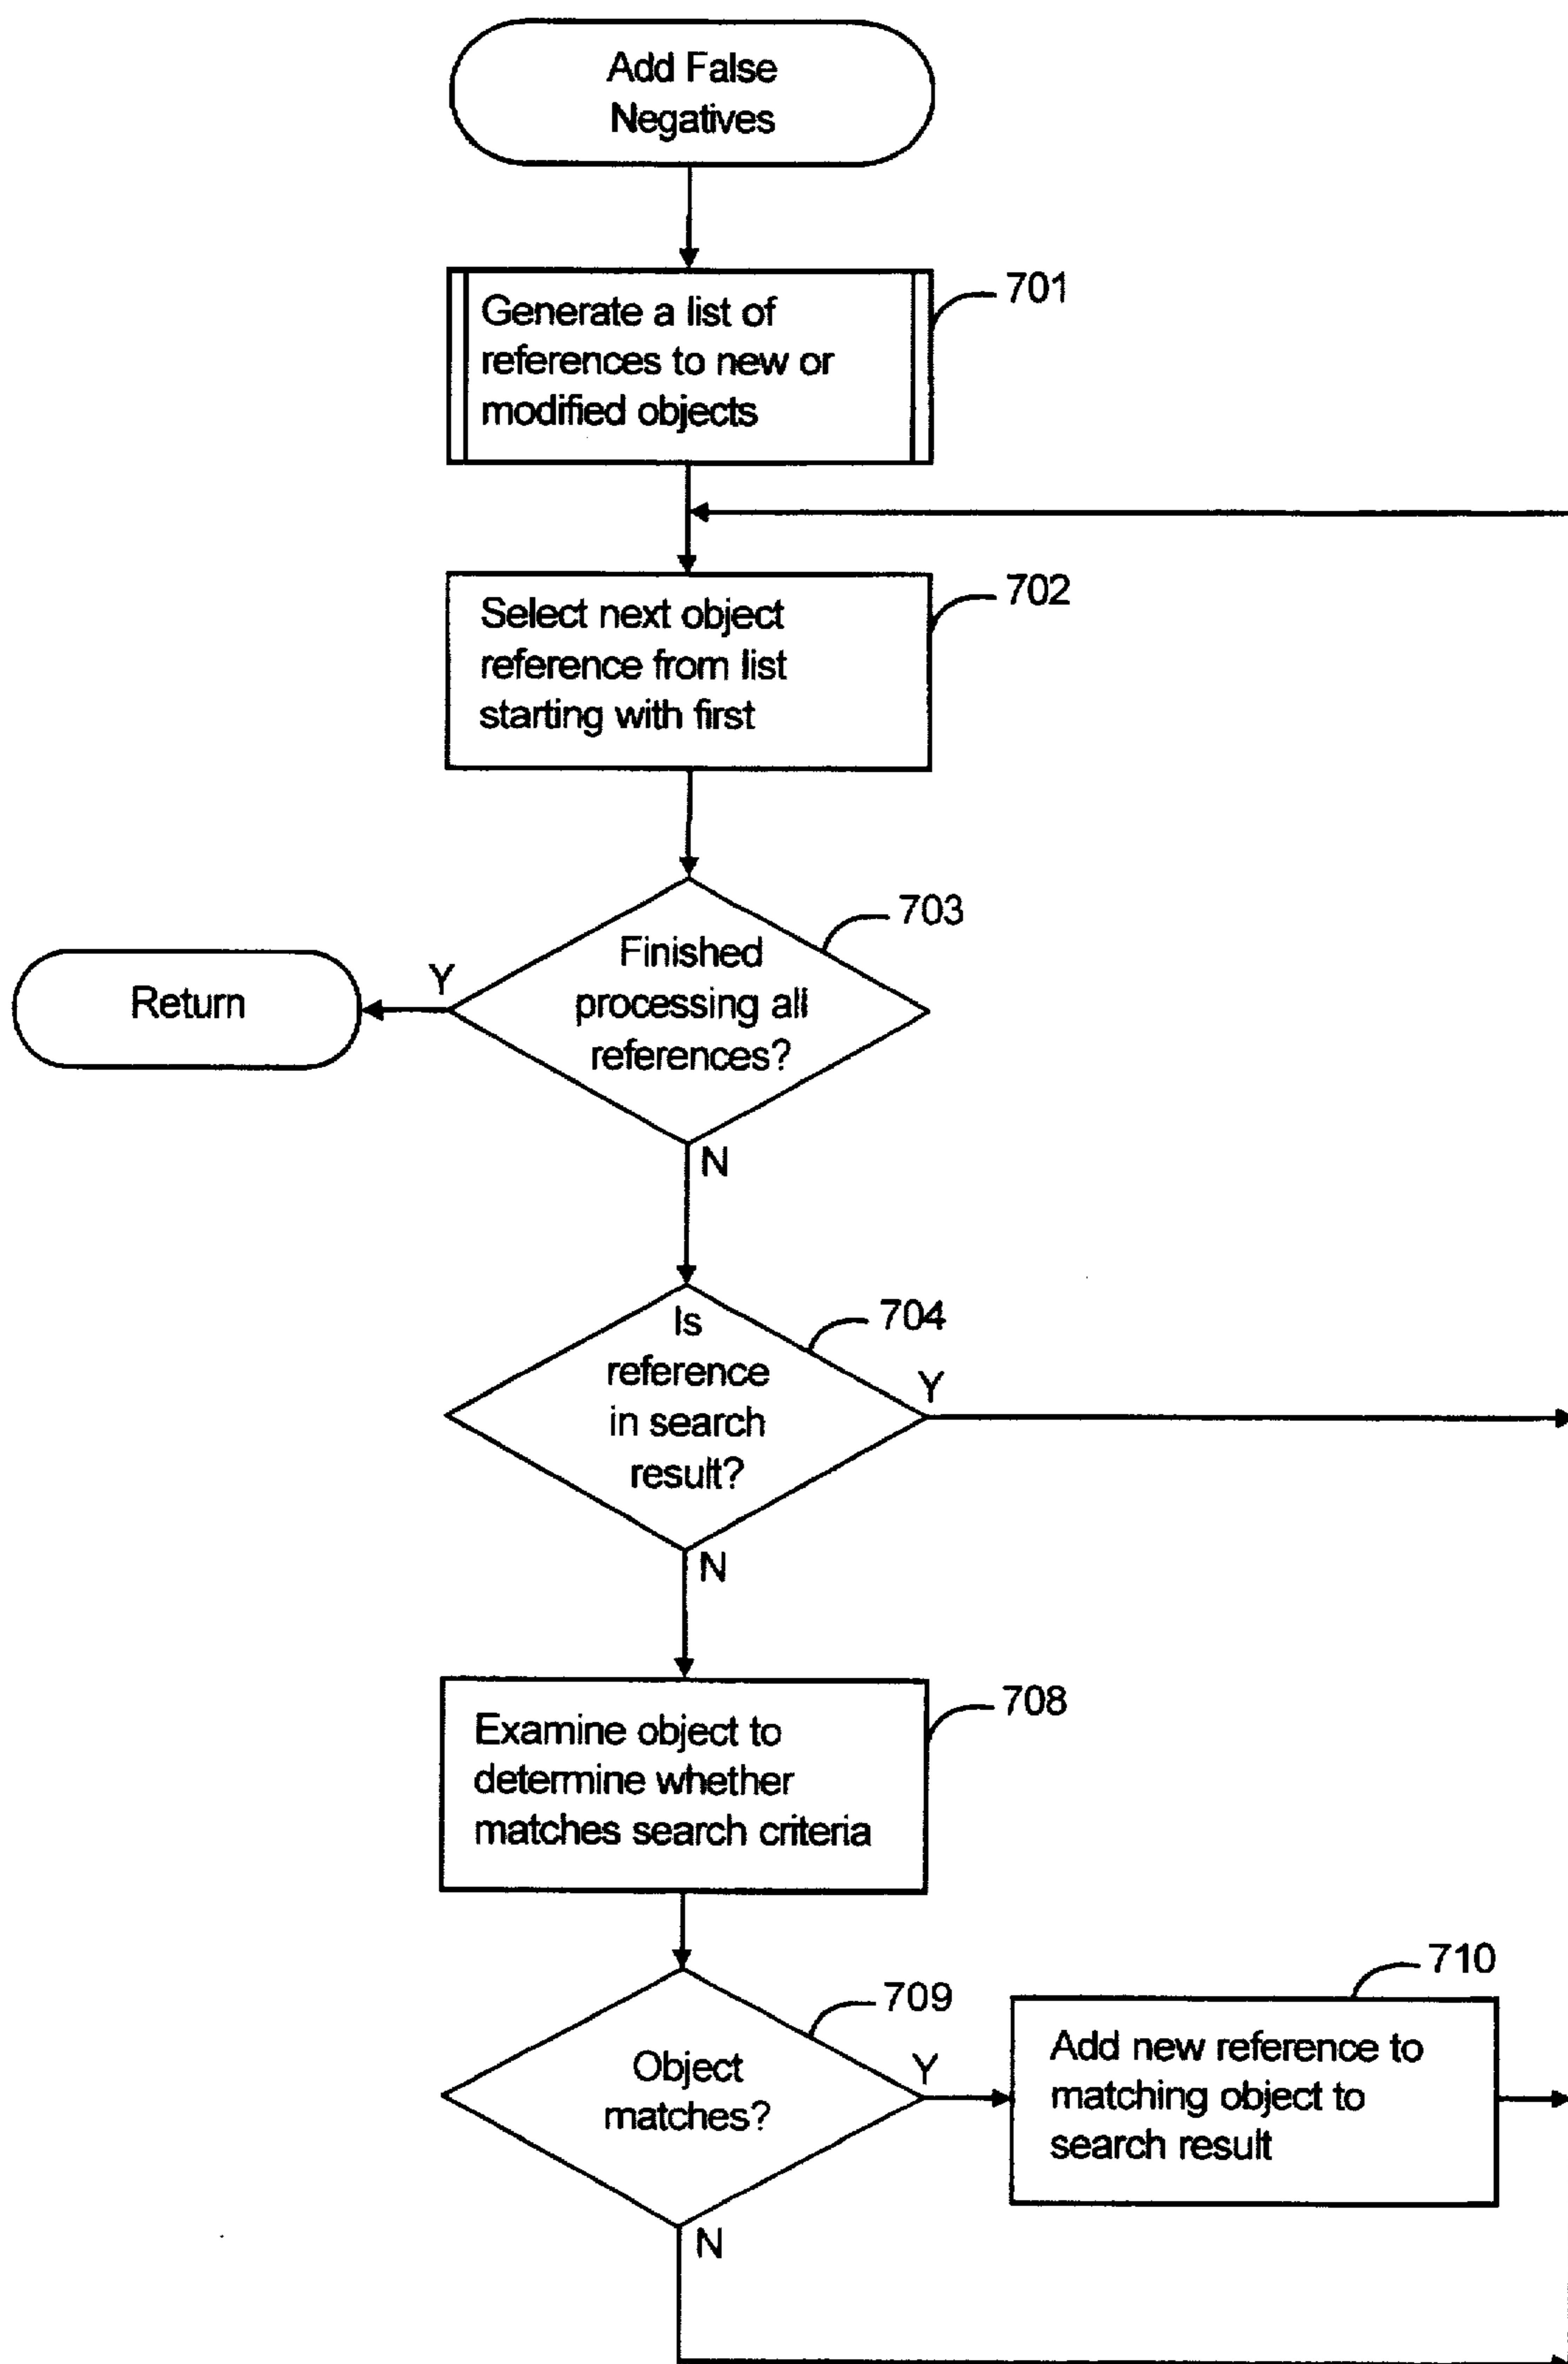 Add False
Negatives
701
Generate a list of
references to new or
modified objects
702
Select next object
reference from list
starting with first
703
Finished
processing all
references?
Y
Return
N
704
Is
reference
in search
result?
Y
N
708
Examine object to
determine whether
matches search criteria
709
Object
matches?
Y
710
Add new reference to
matching object to
search result
N